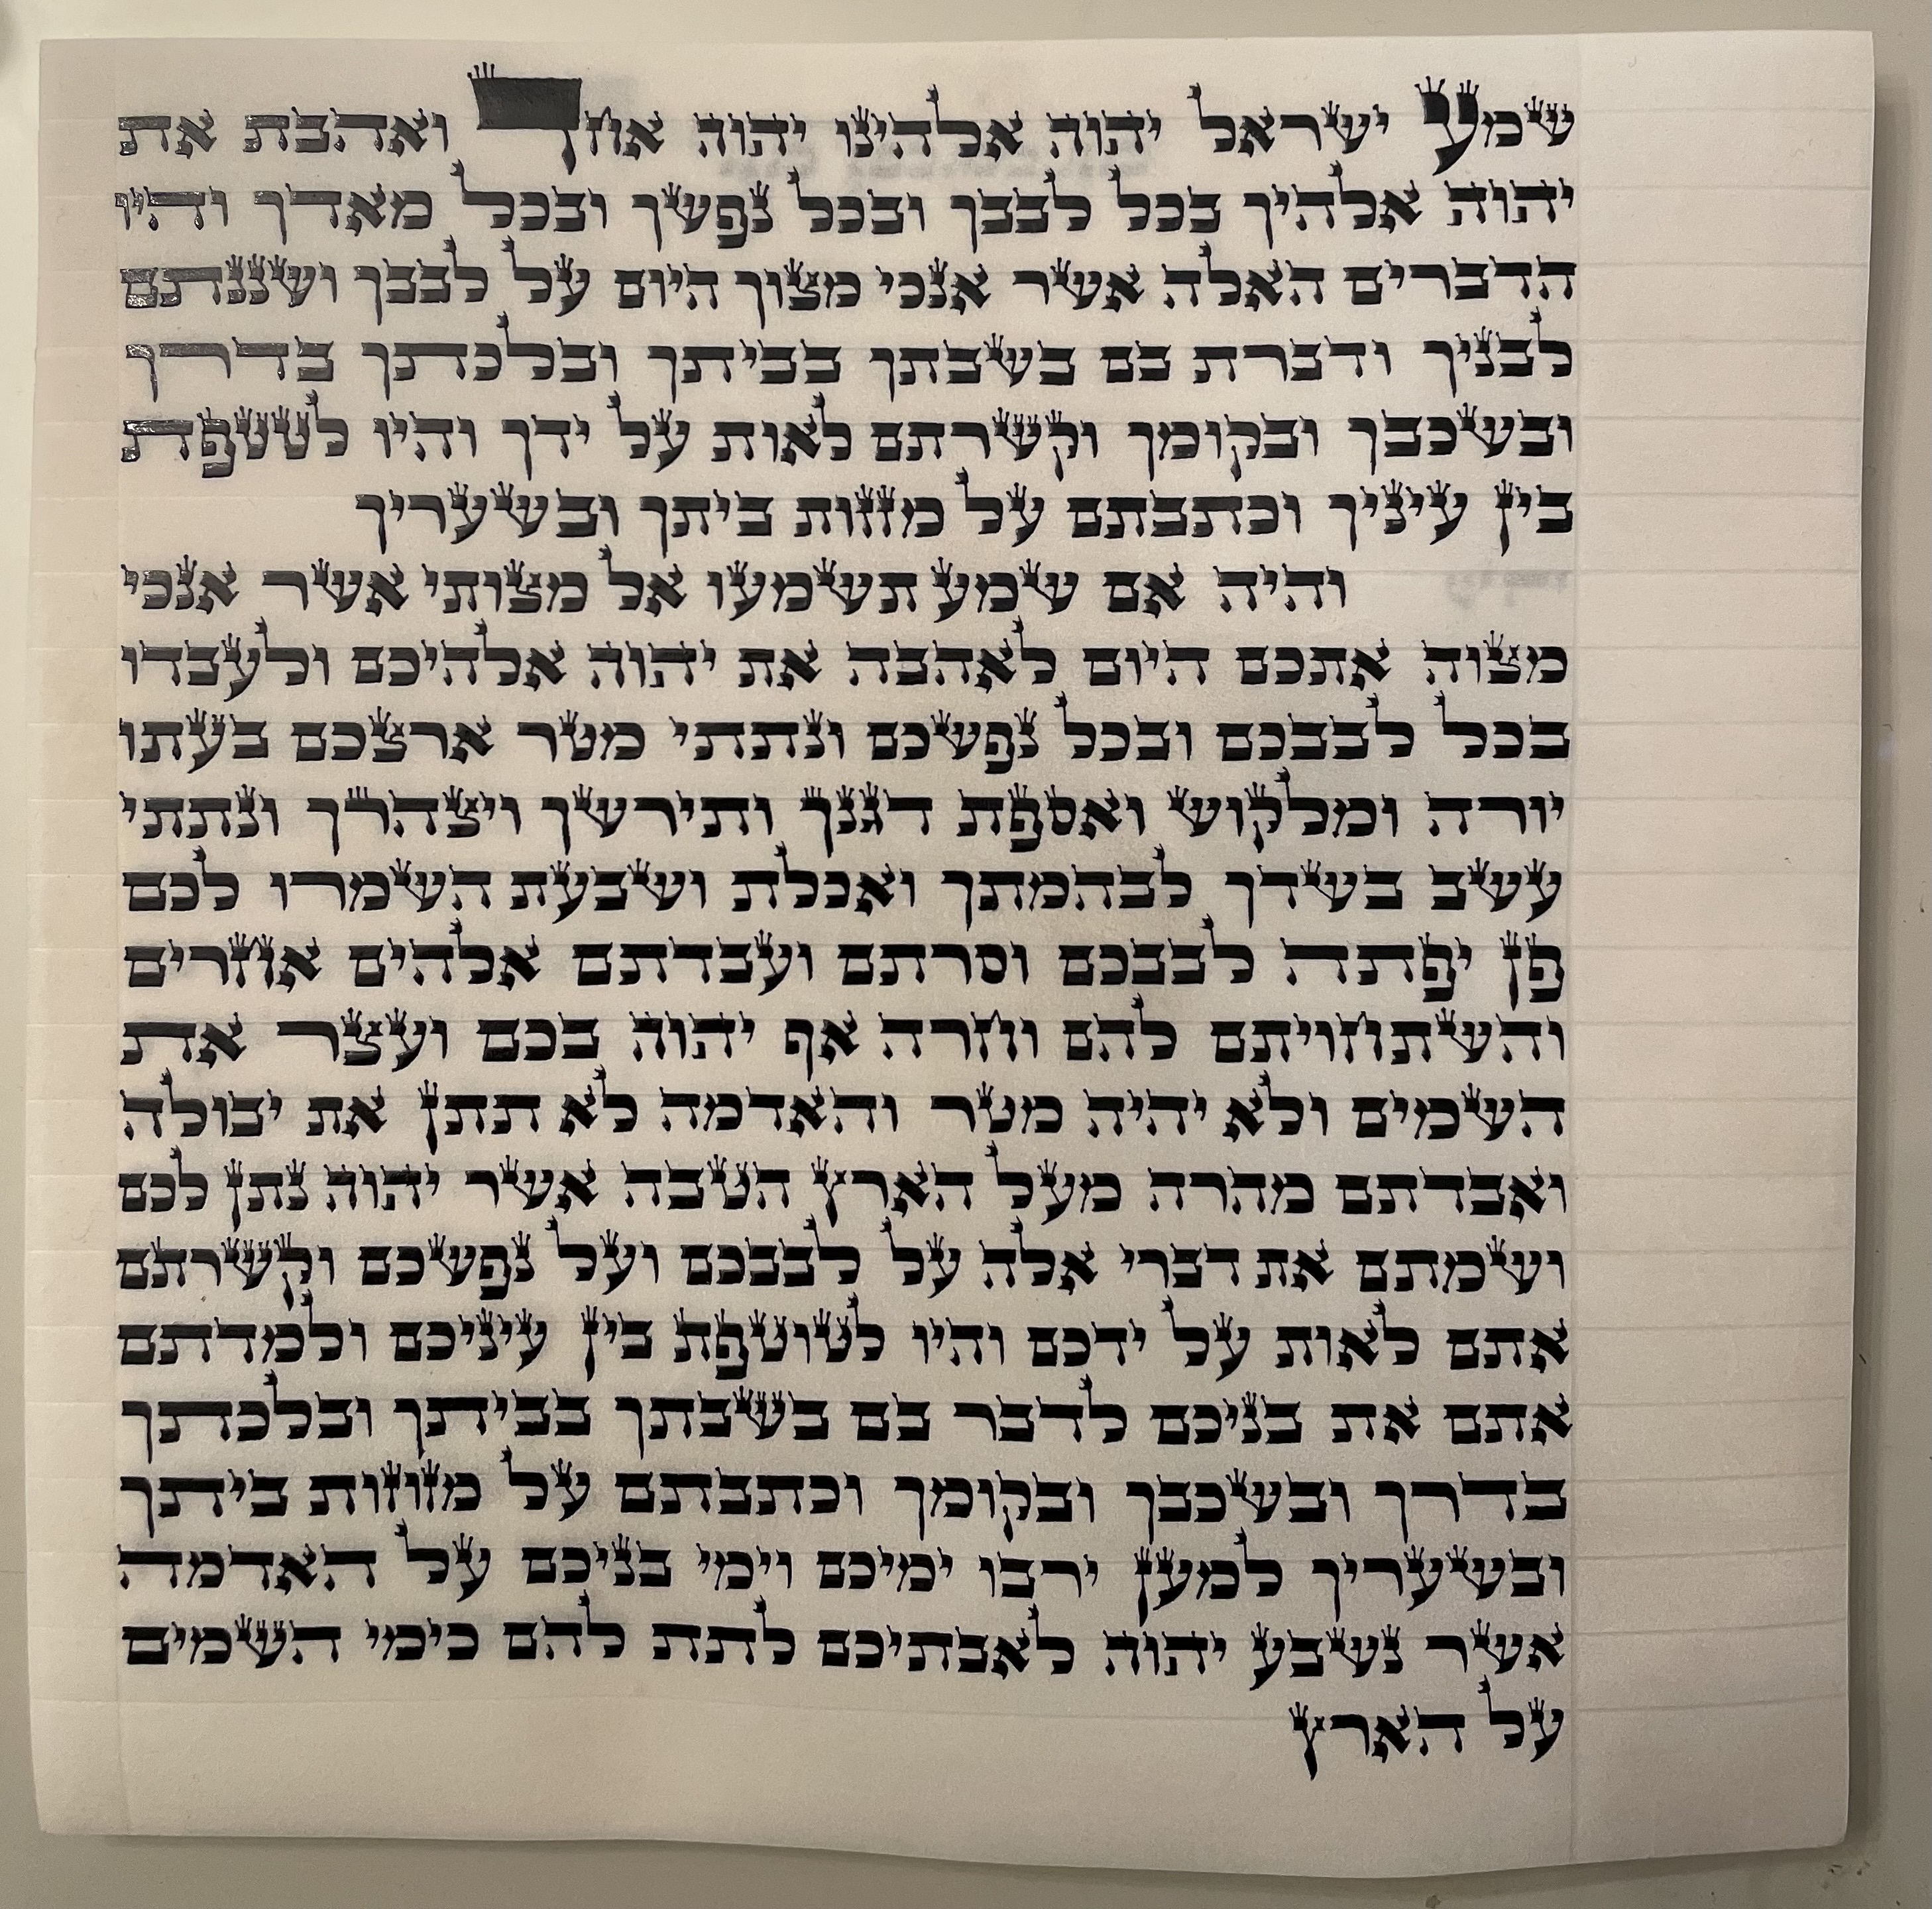 שמע ישראל יהוה אלהינו יהוה אחד ואהבת את
יהוה אלהיך בכל לבבך ובכל נפשך ובכל מאדך והיו
הדברים האלה אשר אנכי מצוך היום על לבבך ושננתם
לבניך ודברת בם בשבתך בביתך ובלכתך בדרך
ובשכבך ובקומך וקשרתם לאות על ידך והיו לטטפת
בין עיניך וכתבתם על מזזות ביתך ובשעריך
והיה אם שמע תשמעו אל מצותי אשר אנכי
מצוה אתכם היום לאהבה את יהוה אלהיכם ולעבדו
בכל לבבכם ובכל נפשכם ונתתי מטר ארצכם בעתו
יורה ומלקוש ואספת דגנך ותירשך ויצהרך ונתתי
עשב בשדך לבהמתך ואכלת ושבעת השמרו לכם
פן יפתה לבבכם וסרתם ועבדתם אלהים אחרים
והשתחויתם להם וחרה אף יהוה בכם ועצר את
השמים ולא יהיה מטר והאדמה לא תתן את יבולה
ואבדתם מהרה מעל הארץ הטבה אשר יהוה נתן לכם
ושמתם את דברי אלה על לבבכם ועל נפשכם וקשרתם
אתם לאות על ידכם והיו לטוטפת בין עיניכם ולמדתם
אתם את בניכם לדבר בם בשבתך בביתך ובלכתך
בדרך ובשכבך ובקומך וכתבתם על מזוזות ביתך
ובשעריך למען ירבו ימיכם וימי בניכם על האדמה
אשר נשבע יהוה לאבתיכם לתת להם כימי השמים
על הארץ